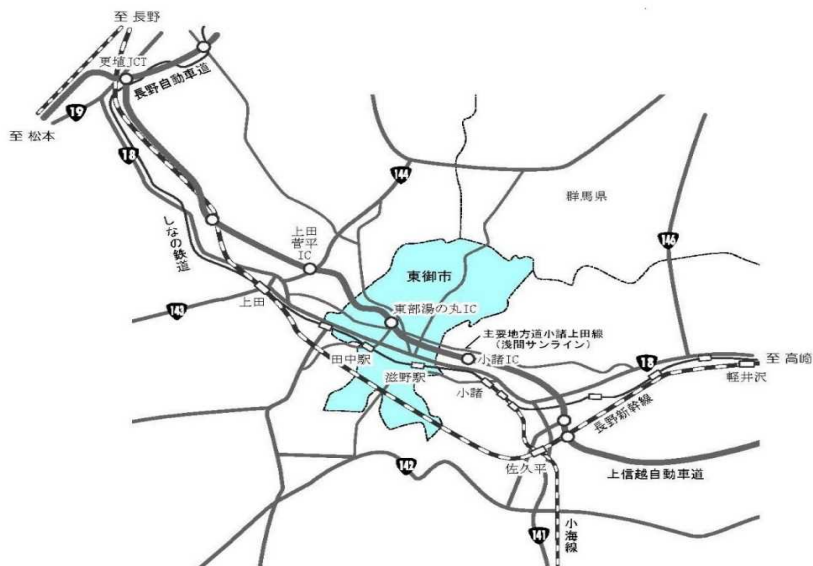 至 長野
更埴JCT
長野自動車道
19
至 松本
18
しなの鉄道
144
群馬県
146
上田
菅平
IC
東御市
143
上田
東部湯の丸IC
主要地方道小諸上田線
(浅間サンライン)
田中駅
滋野駅
小諸IC
小諸
18
至 高崎
軽井沢
長野新幹線
佐久平
上信越自動車道
142
141
小海線